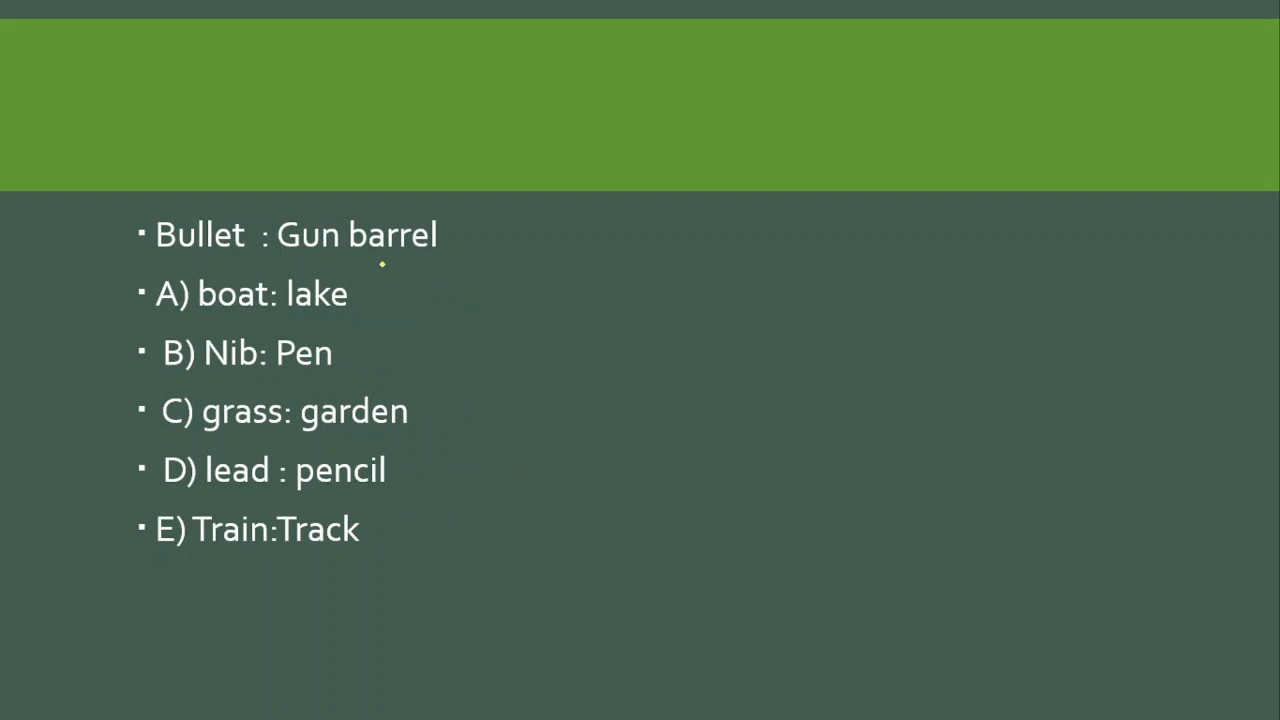 ▪ Bullet : Gun barrel
▪ A) boat: lake
▪ B) Nib: Pen
▪ C) grass: garden
▪ D) lead : pencil
▪ E) Train:Track